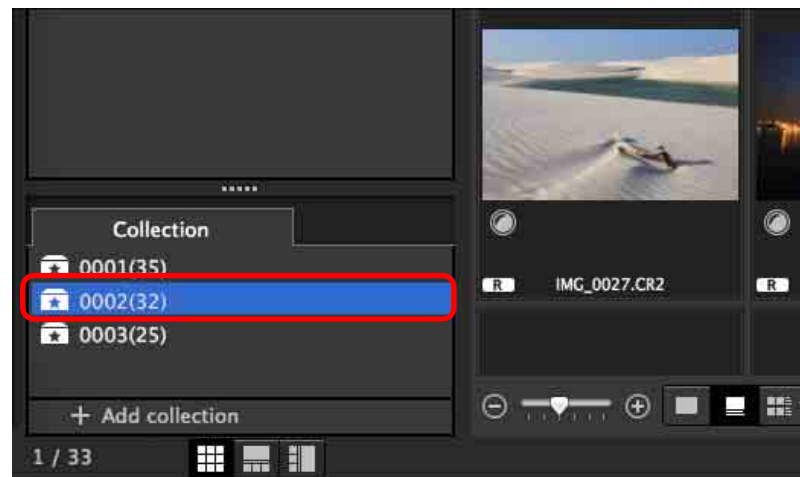 Collection
0001(35)
0002(32)
0003(25)
+ Add collection
1 / 33
R IMG_0027.CR2
R